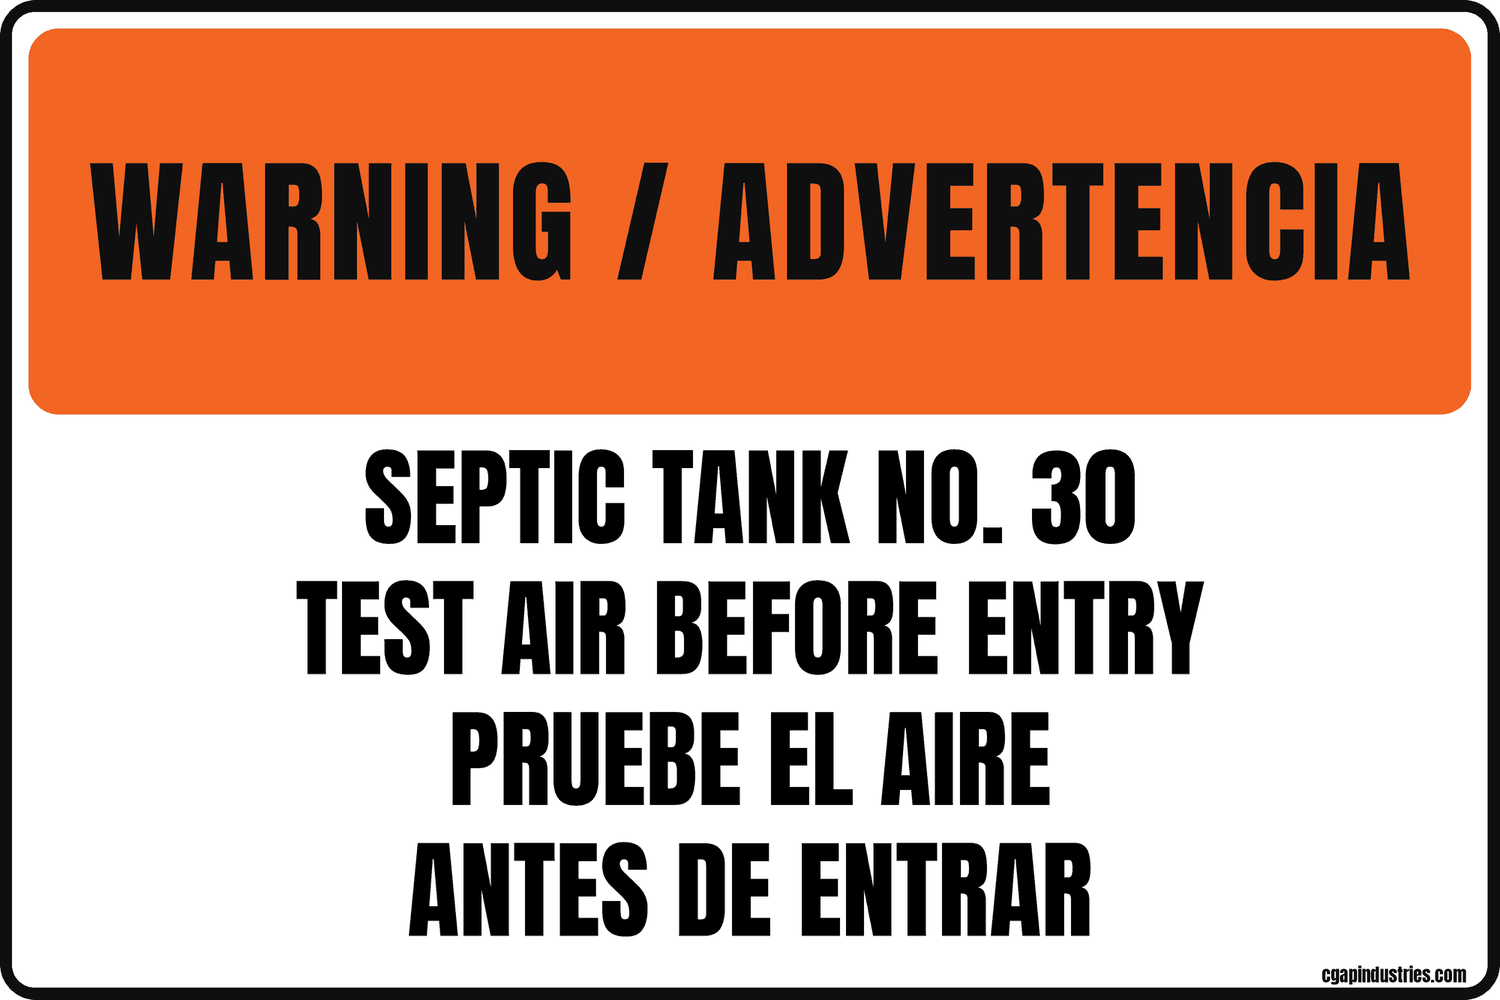 WARNING / ADVERTENCIA
SEPTIC TANK NO. 30
TEST AIR BEFORE ENTRY
PRUEBE EL AIRE
ANTES DE ENTRAR
cgapindustries.com